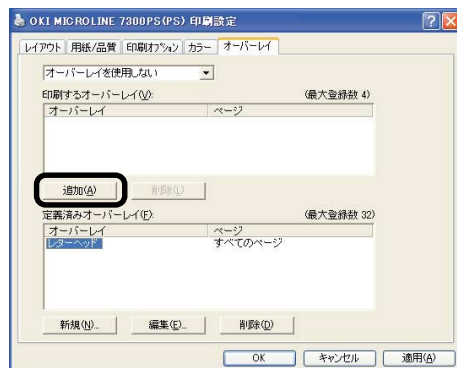 OKI MICROLINE 7300PS(PS) 印刷設定
レイアウト 用紙/品質 印刷オプション カラー オーバーレイ
オーバーレイを使用しない
印刷するオーバーレイ(V): (最大登録数 4)
オーバーレイ ページ
追加(A) 削除(L)
定義済みオーバーレイ(F): (最大登録数 32)
オーバーレイ ページ
レターヘッド すべてのページ
新規(N)... 編集(E)... 削除(D)
OK キャンセル 適用(A)